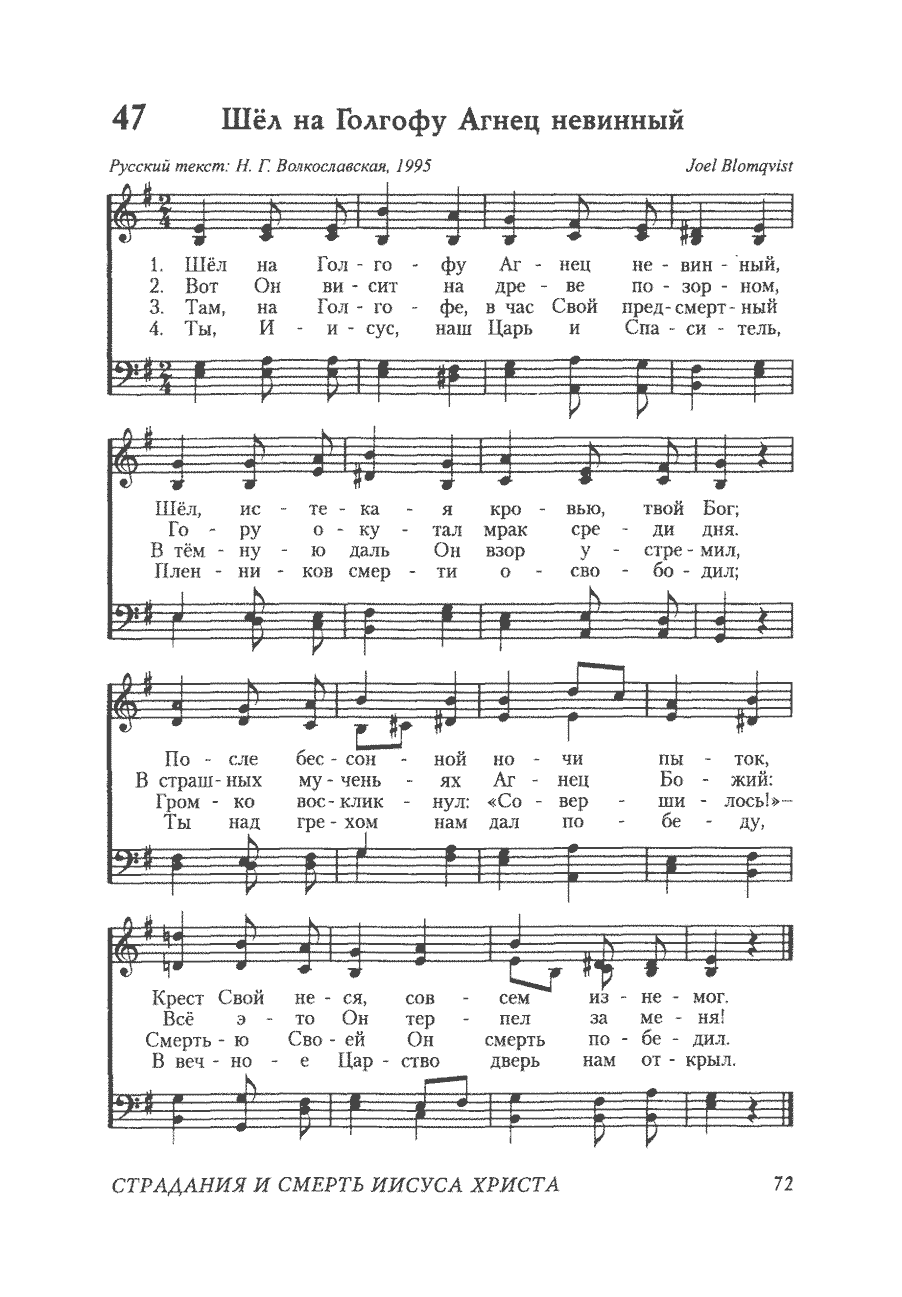 47 Шёл на Голгофу Агнец невинный
Русский текст: Н. Г. Волкославская, 1995 Joel Blomqvist
1. Шёл на Гол - го - фу Аг - нец не - вин - ный,
2. Вот Он ви - сит на дре - ве по - зор - ном,
3. Там, на Гол - го - фе, в час Свой пред - смерт - ный
4. Ты, И - и - сус, наш Царь и Спа - си - тель,
Шёл, ис - те - ка - я кро - вью, твой Бог;
Го - ру о - ку - тал мрак сре - ди дня.
В тём - ну - ю даль Он взор у - стре - мил,
Плен - ни - ков смер - ти о - сво - бо - дил;
По - сле бес - сон - ной но - чи пы - ток,
В страш - ных му - чень - ях Аг - нец Бо - жий:
Гром - ко вос - клик - нул: «Со - вер - ши - лось!»–
Ты над гре - хом нам дал по - бе - ду,
Крест Свой не - ся, сов - сем из - не - мог.
Всё э - то Он тер - пел за ме - ня!
Смерть - ю Сво - ей Он смерть по - бе - дил.
В веч - но - е Цар - ство дверь нам от - крыл.
СТРАДАНИЯ И СМЕРТЬ ИИСУСА ХРИСТА 72